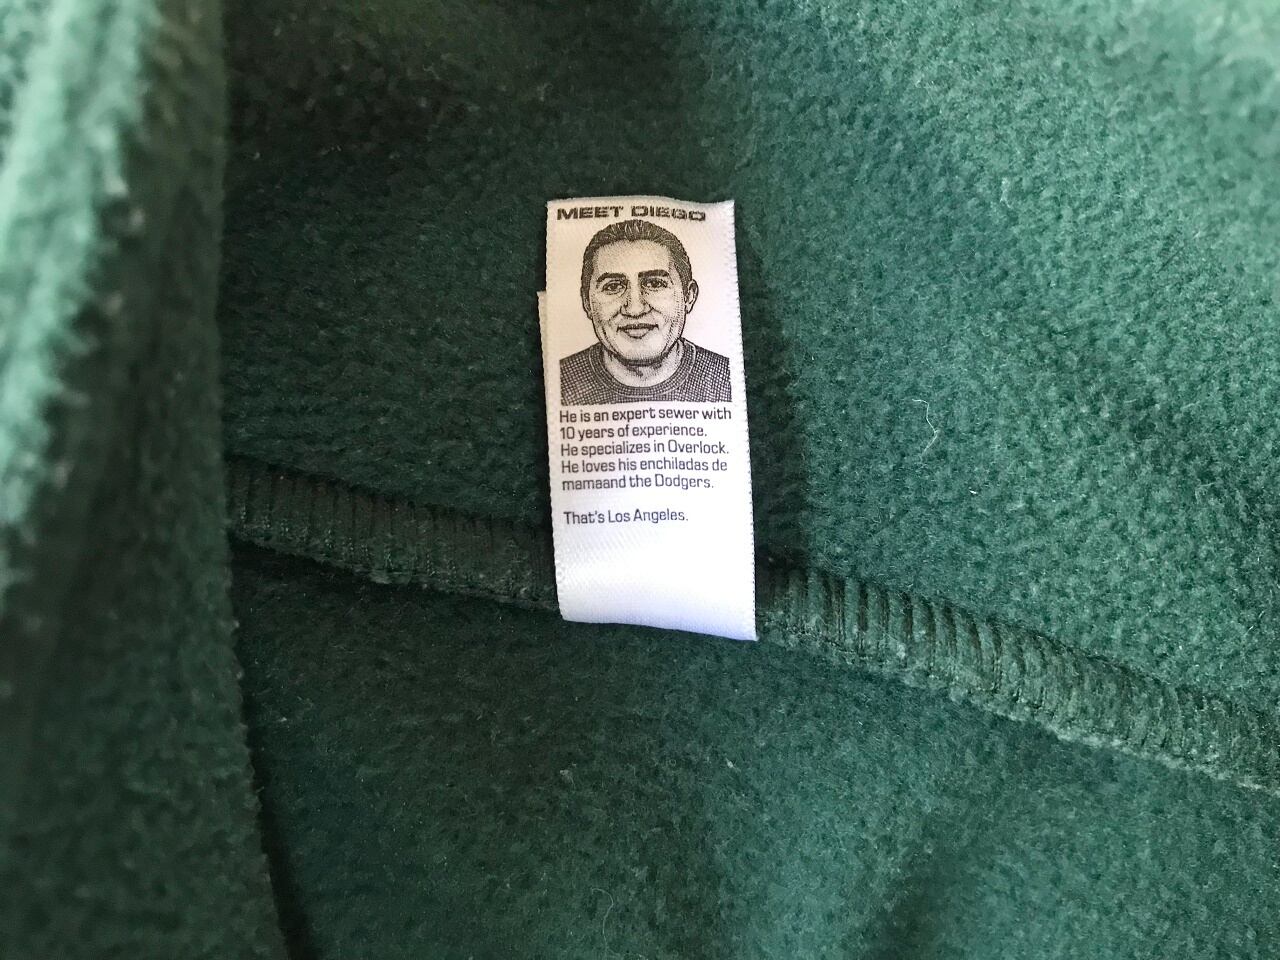 MEET DIEGO
He is an expert sewer with
10 years of experience.
He specializes in Overlock.
He loves his enchiladas de
mamaand the Dodgers.
That's Los Angeles.